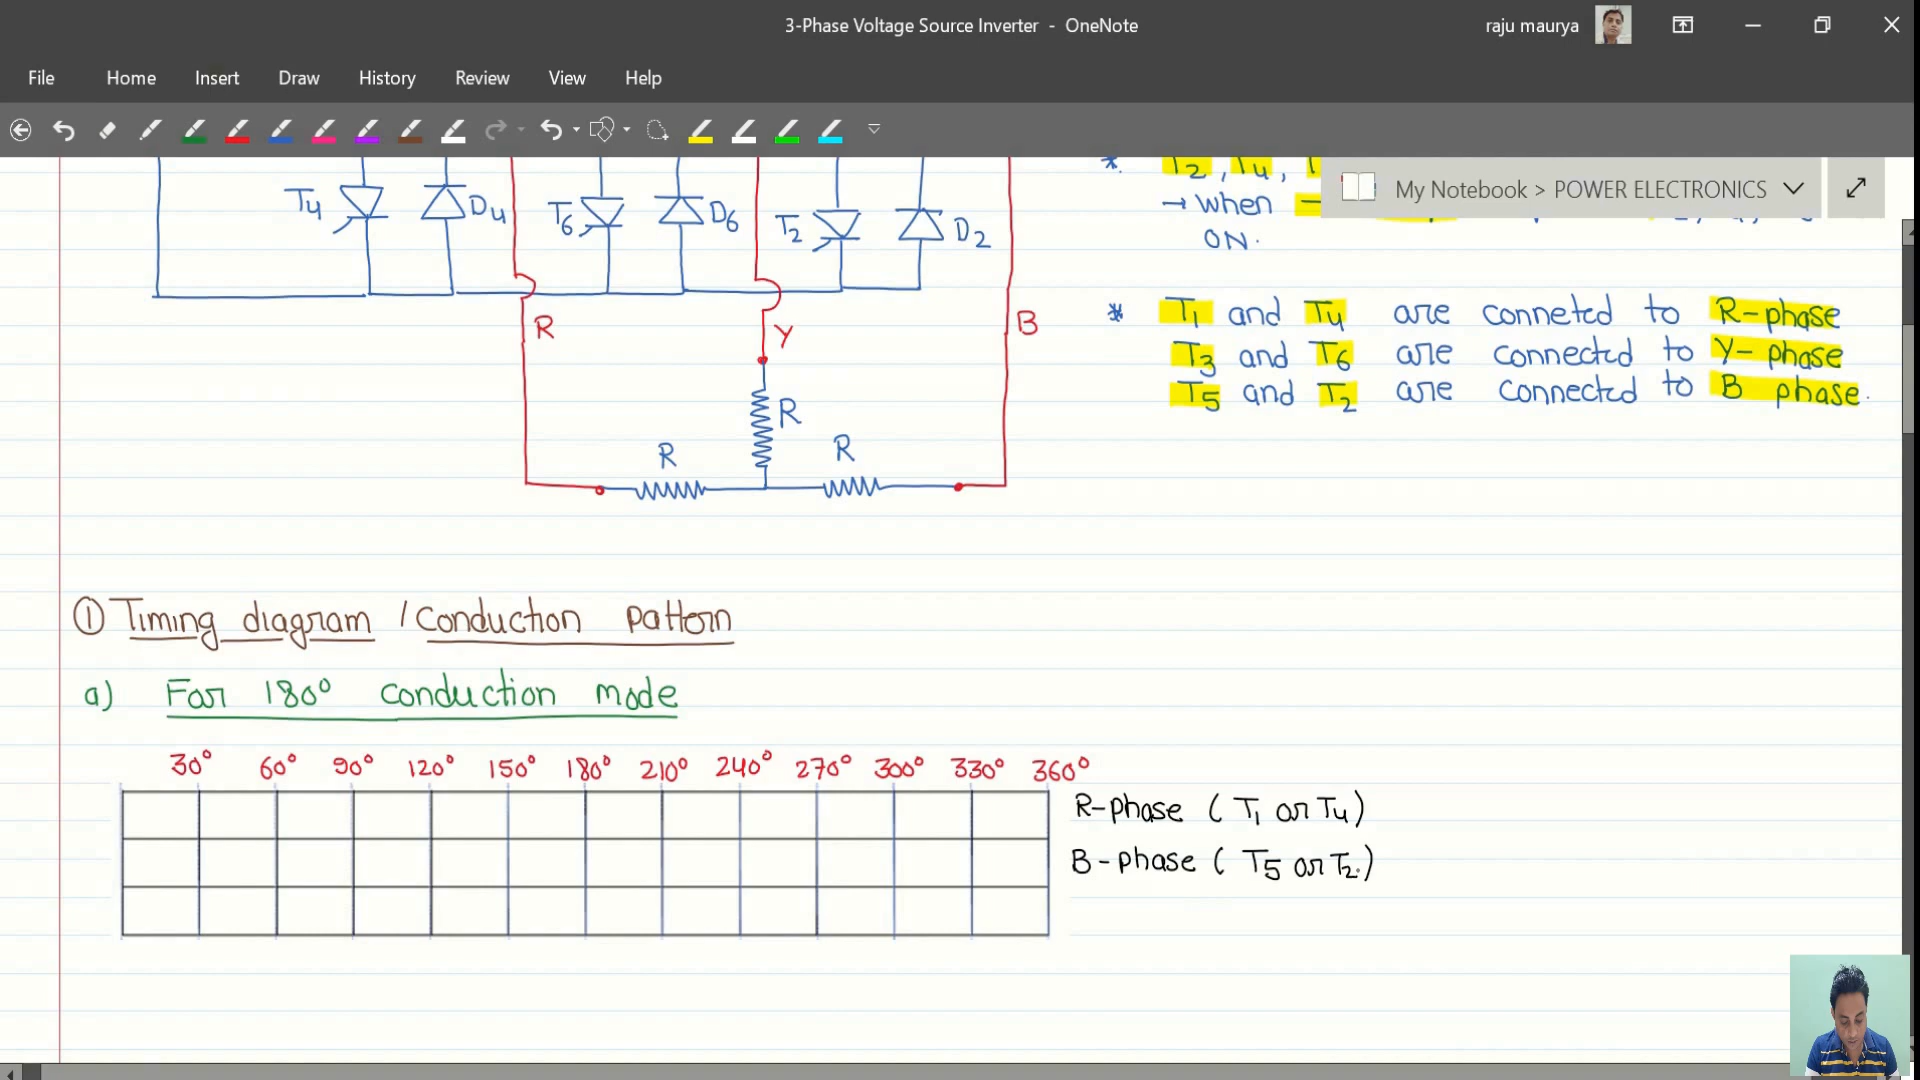 3-Phase Voltage Source Inverter - OneNote
raju maurya
File Home Insert Draw History Review View Help
My Notebook > POWER ELECTRONICS
T2, T4,
→ when
ON.
T4 D4 T6 D6 T2 D2
R Y B
* T1 and T4 are conneted to R-phase
T3 and T6 are connected to Y-phase
T5 and T2 are connected to B phase.
R
R R
① Timing diagram / Conduction pattern
a) For 180° conduction mode
30° 60° 90° 120° 150° 180° 210° 240° 270° 300° 330° 360°
R-phase ( T1 or T4 )
B-phase ( T5 or T2 )